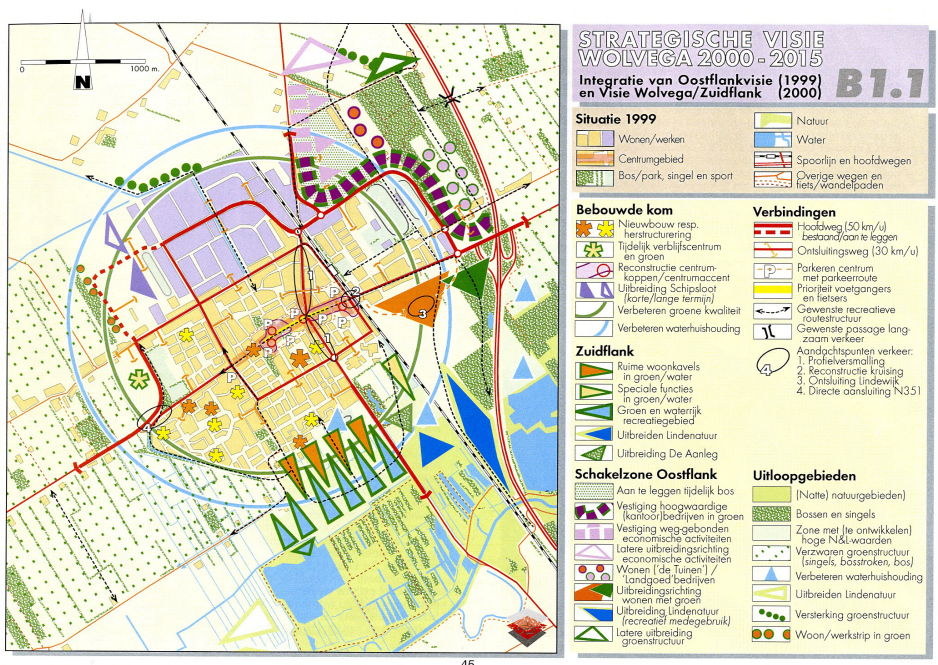 0 1000 m.
N
P
P
P
P
P
P
P
P
1
1
2
3
4
45
STRATEGISCHE VISIE
WOLVEGA 2000 - 2015
Integratie van Oostflankvisie (1999)
en Visie Wolvega/Zuidflank (2000)
B1.1
Situatie 1999
Wonen/werken
Centrumgebied
Bos/park, singel en sport
Natuur
Water
Spoorlijn en hoofdwegen
Overige wegen en
fiets/wandelpaden
Bebouwde kom
Nieuwbouw resp.
herstructurering
Tijdelijk verblijfscentrum
en groen
Reconstructie centrum-
koppen/centrumaccent
Uitbreiding Schipsloot
(korte/lange termijn)
Verbeteren groene kwaliteit
Verbeteren waterhuishouding
Zuidflank
Ruime woonkavels
in groen/water
Speciale functies
in groen/water
Groen en waterrijk
recreatiegebied
Uitbreiden Lindenatuur
Uitbreiding De Aanleg
Schakelzone Oostflank
Aan te leggen tijdelijk bos
Vestiging hoogwaardige
(kantoor)bedrijven in groen
Vestiging weg-gebonden
economische activiteiten
Latere uitbreidingsrichting
economische activiteiten
Wonen ('de Tuinen') /
'Landgoed'bedrijven
Uitbreidingsrichting
wonen met groen
Uitbreiding Lindenatuur
(recreatief medegebruik)
Latere uitbreiding
groenstructuur
Verbindingen
Hoofdweg (50 km/u)
bestaand/aan te leggen
Ontsluitingsweg (30 km/u)
P
Parkeren centrum
met parkeerroute
Prioriteit voetgangers
en fietsers
Gewenste recreatieve
routestructuur
Gewenste passage lang-
zaam verkeer
4
Aandachtspunten verkeer:
1. Profielversmalling
2. Reconstructie kruising
3. Ontsluiting Lindewijk
4. Directe aansluiting N351
Uitloopgebieden
(Natte) natuurgebieden)
Bossen en singels
Zone met (te ontwikkelen)
hoge N&L-waarden
Verzwaren groenstructuur
(singels, bosstroken, bos)
Verbeteren waterhuishouding
Uitbreiden Lindenatuur
Versterking groenstructuur
Woon/werkstrip in groen